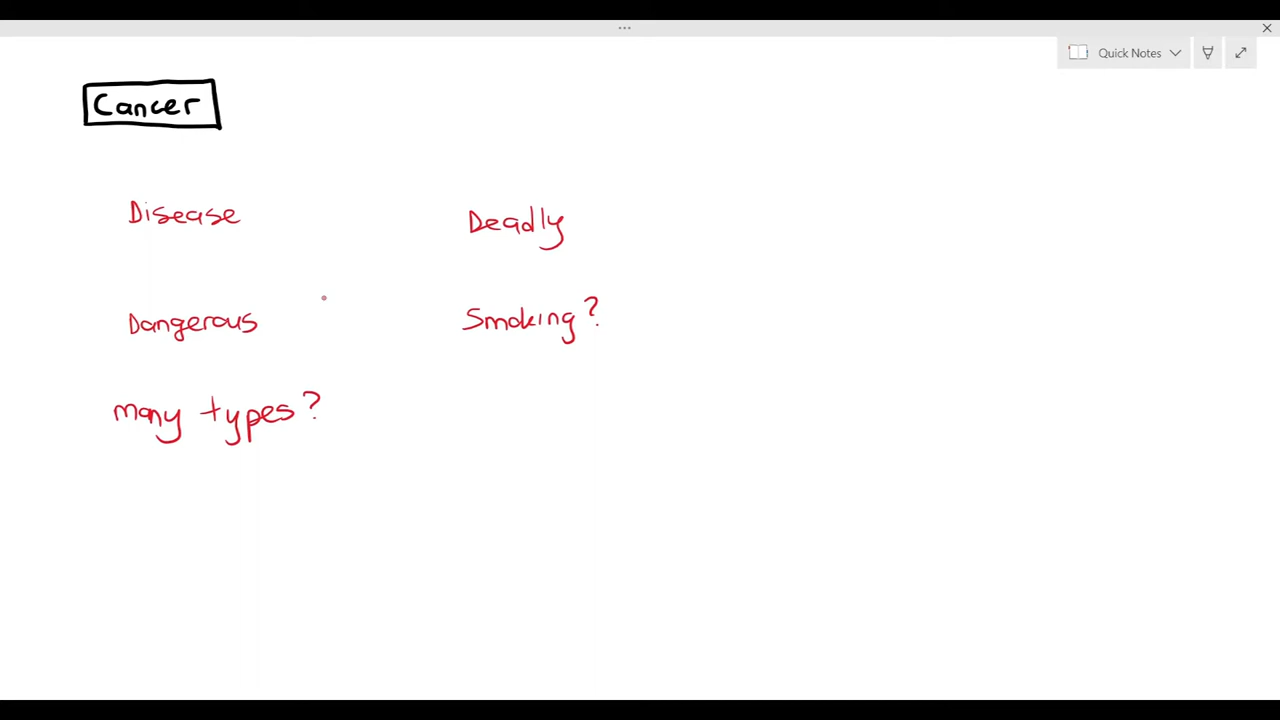 Quick Notes
Cancer
Disease
Deadly
Dangerous
Smoking?
many types?